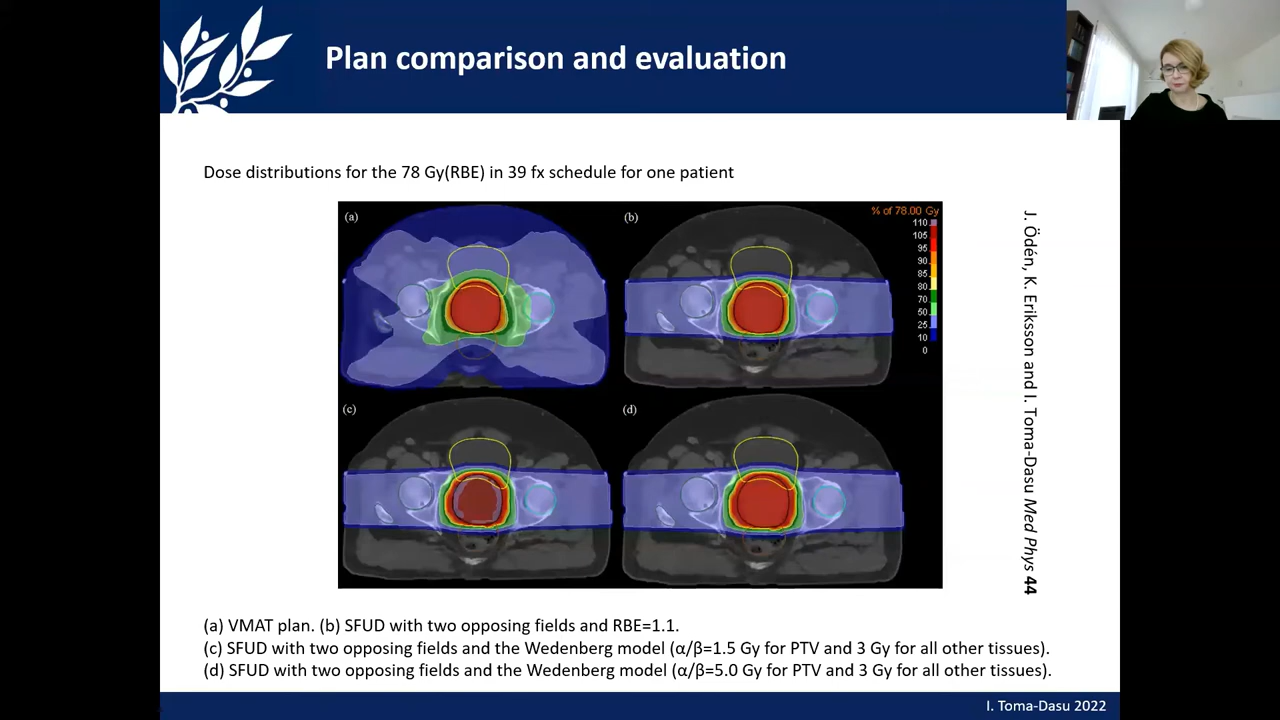 Plan comparison and evaluation
Dose distributions for the 78 Gy(RBE) in 39 fx schedule for one patient
(a)
(b)
% of 78.00 Gy
110
105
95
90
85
80
70
50
25
10
0
(c)
(d)
J. Ödén, K. Eriksson and I. Toma-Dasu Med Phys 44
(a) VMAT plan. (b) SFUD with two opposing fields and RBE=1.1.
(c) SFUD with two opposing fields and the Wedenberg model (α/β=1.5 Gy for PTV and 3 Gy for all other tissues).
(d) SFUD with two opposing fields and the Wedenberg model (α/β=5.0 Gy for PTV and 3 Gy for all other tissues).
I. Toma-Dasu 2022